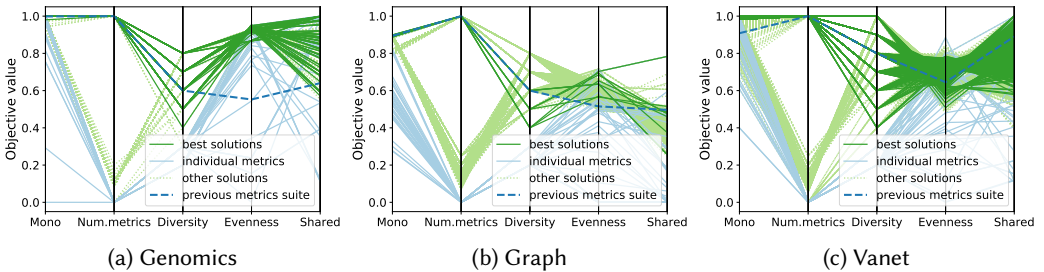 1.0
0.8
0.6
0.4
0.2
0.0
Objective value
Mono Num.metrics Diversity Evenness Shared
best solutions
individual metrics
other solutions
previous metrics suite
(a) Genomics
1.0
0.8
0.6
0.4
0.2
0.0
Objective value
Mono Num.metrics Diversity Evenness Shared
best solutions
individual metrics
other solutions
previous metrics suite
(b) Graph
1.0
0.8
0.6
0.4
0.2
0.0
Objective value
Mono Num.metrics Diversity Evenness Shared
best solutions
individual metrics
other solutions
previous metrics suite
(c) Vanet